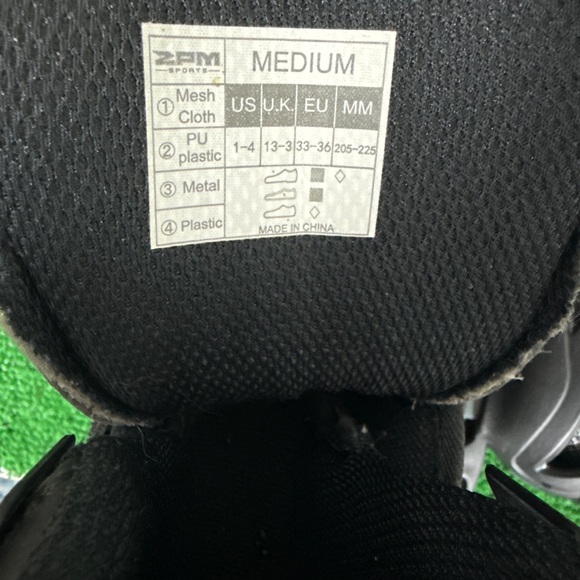 2PM SPORTS MEDIUM
① Mesh Cloth US U.K. EU MM
② PU plastic 1-4 13-3 33-36 205-225
③ Metal
④ Plastic
MADE IN CHINA